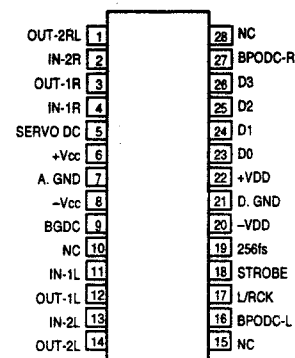 OUT-2RL 1
IN-2R 2
OUT-1R 3
IN-1R 4
SERVO DC 5
+Vcc 6
A. GND 7
−Vcc 8
BGDC 9
NC 10
IN-1L 11
OUT-1L 12
IN-2L 13
OUT-2L 14
28 NC
27 BPODC-R
26 D3
25 D2
24 D1
23 D0
22 +VDD
21 D. GND
20 −VDD
19 256fs
18 STROBE
17 L/RCK
16 BPODC-L
15 NC